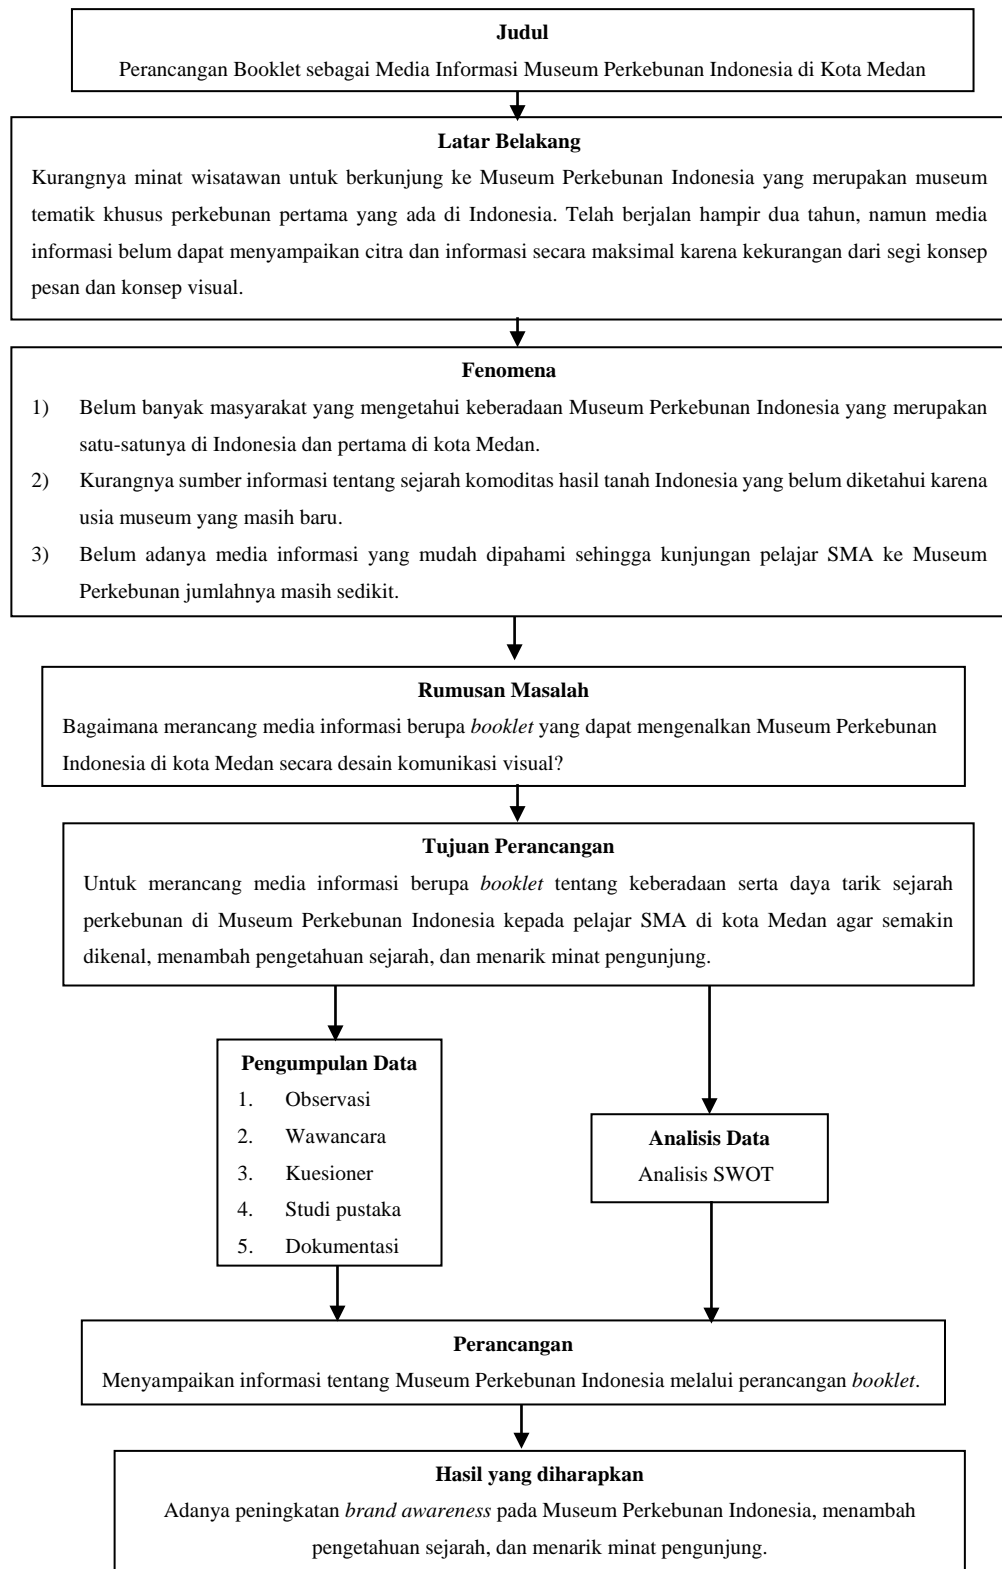 Judul
Perancangan Booklet sebagai Media Informasi Museum Perkebunan Indonesia di Kota Medan
Latar Belakang
Kurangnya minat wisatawan untuk berkunjung ke Museum Perkebunan Indonesia yang merupakan museum
tematik khusus perkebunan pertama yang ada di Indonesia. Telah berjalan hampir dua tahun, namun media
informasi belum dapat menyampaikan citra dan informasi secara maksimal karena kekurangan dari segi konsep
pesan dan konsep visual.
Fenomena
1) Belum banyak masyarakat yang mengetahui keberadaan Museum Perkebunan Indonesia yang merupakan
satu-satunya di Indonesia dan pertama di kota Medan.
2) Kurangnya sumber informasi tentang sejarah komoditas hasil tanah Indonesia yang belum diketahui karena
usia museum yang masih baru.
3) Belum adanya media informasi yang mudah dipahami sehingga kunjungan pelajar SMA ke Museum
Perkebunan jumlahnya masih sedikit.
Rumusan Masalah
Bagaimana merancang media informasi berupa booklet yang dapat mengenalkan Museum Perkebunan
Indonesia di kota Medan secara desain komunikasi visual?
Tujuan Perancangan
Untuk merancang media informasi berupa booklet tentang keberadaan serta daya tarik sejarah
perkebunan di Museum Perkebunan Indonesia kepada pelajar SMA di kota Medan agar semakin
dikenal, menambah pengetahuan sejarah, dan menarik minat pengunjung.
Pengumpulan Data
1. Observasi
2. Wawancara
3. Kuesioner
4. Studi pustaka
5. Dokumentasi
Analisis Data
Analisis SWOT
Perancangan
Menyampaikan informasi tentang Museum Perkebunan Indonesia melalui perancangan booklet.
Hasil yang diharapkan
Adanya peningkatan brand awareness pada Museum Perkebunan Indonesia, menambah
pengetahuan sejarah, dan menarik minat pengunjung.